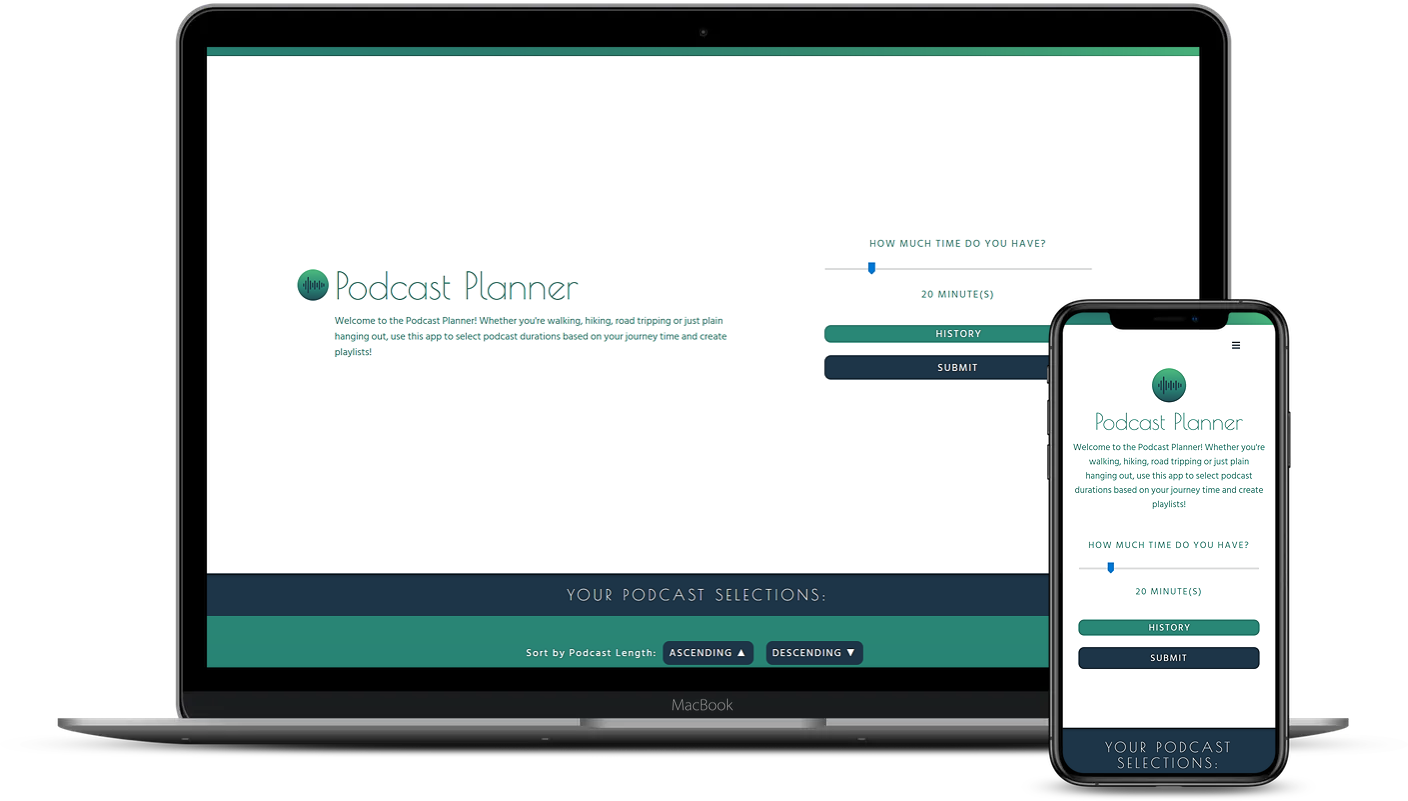 Podcast Planner
Welcome to the Podcast Planner! Whether you're walking, hiking, road tripping or just plain
hanging out, use this app to select podcast durations based on your journey time and create
playlists!
HOW MUCH TIME DO YOU HAVE?
20 MINUTE(S)
HISTORY
SUBMIT
YOUR PODCAST SELECTIONS:
Sort by Podcast Length: ASCENDING ▲ DESCENDING ▼
MacBook
Podcast Planner
Welcome to the Podcast Planner! Whether you're
walking, hiking, road tripping or just plain
hanging out, use this app to select podcast
durations based on your journey time and create
playlists!
HOW MUCH TIME DO YOU HAVE?
20 MINUTE(S)
HISTORY
SUBMIT
YOUR PODCAST
SELECTIONS: